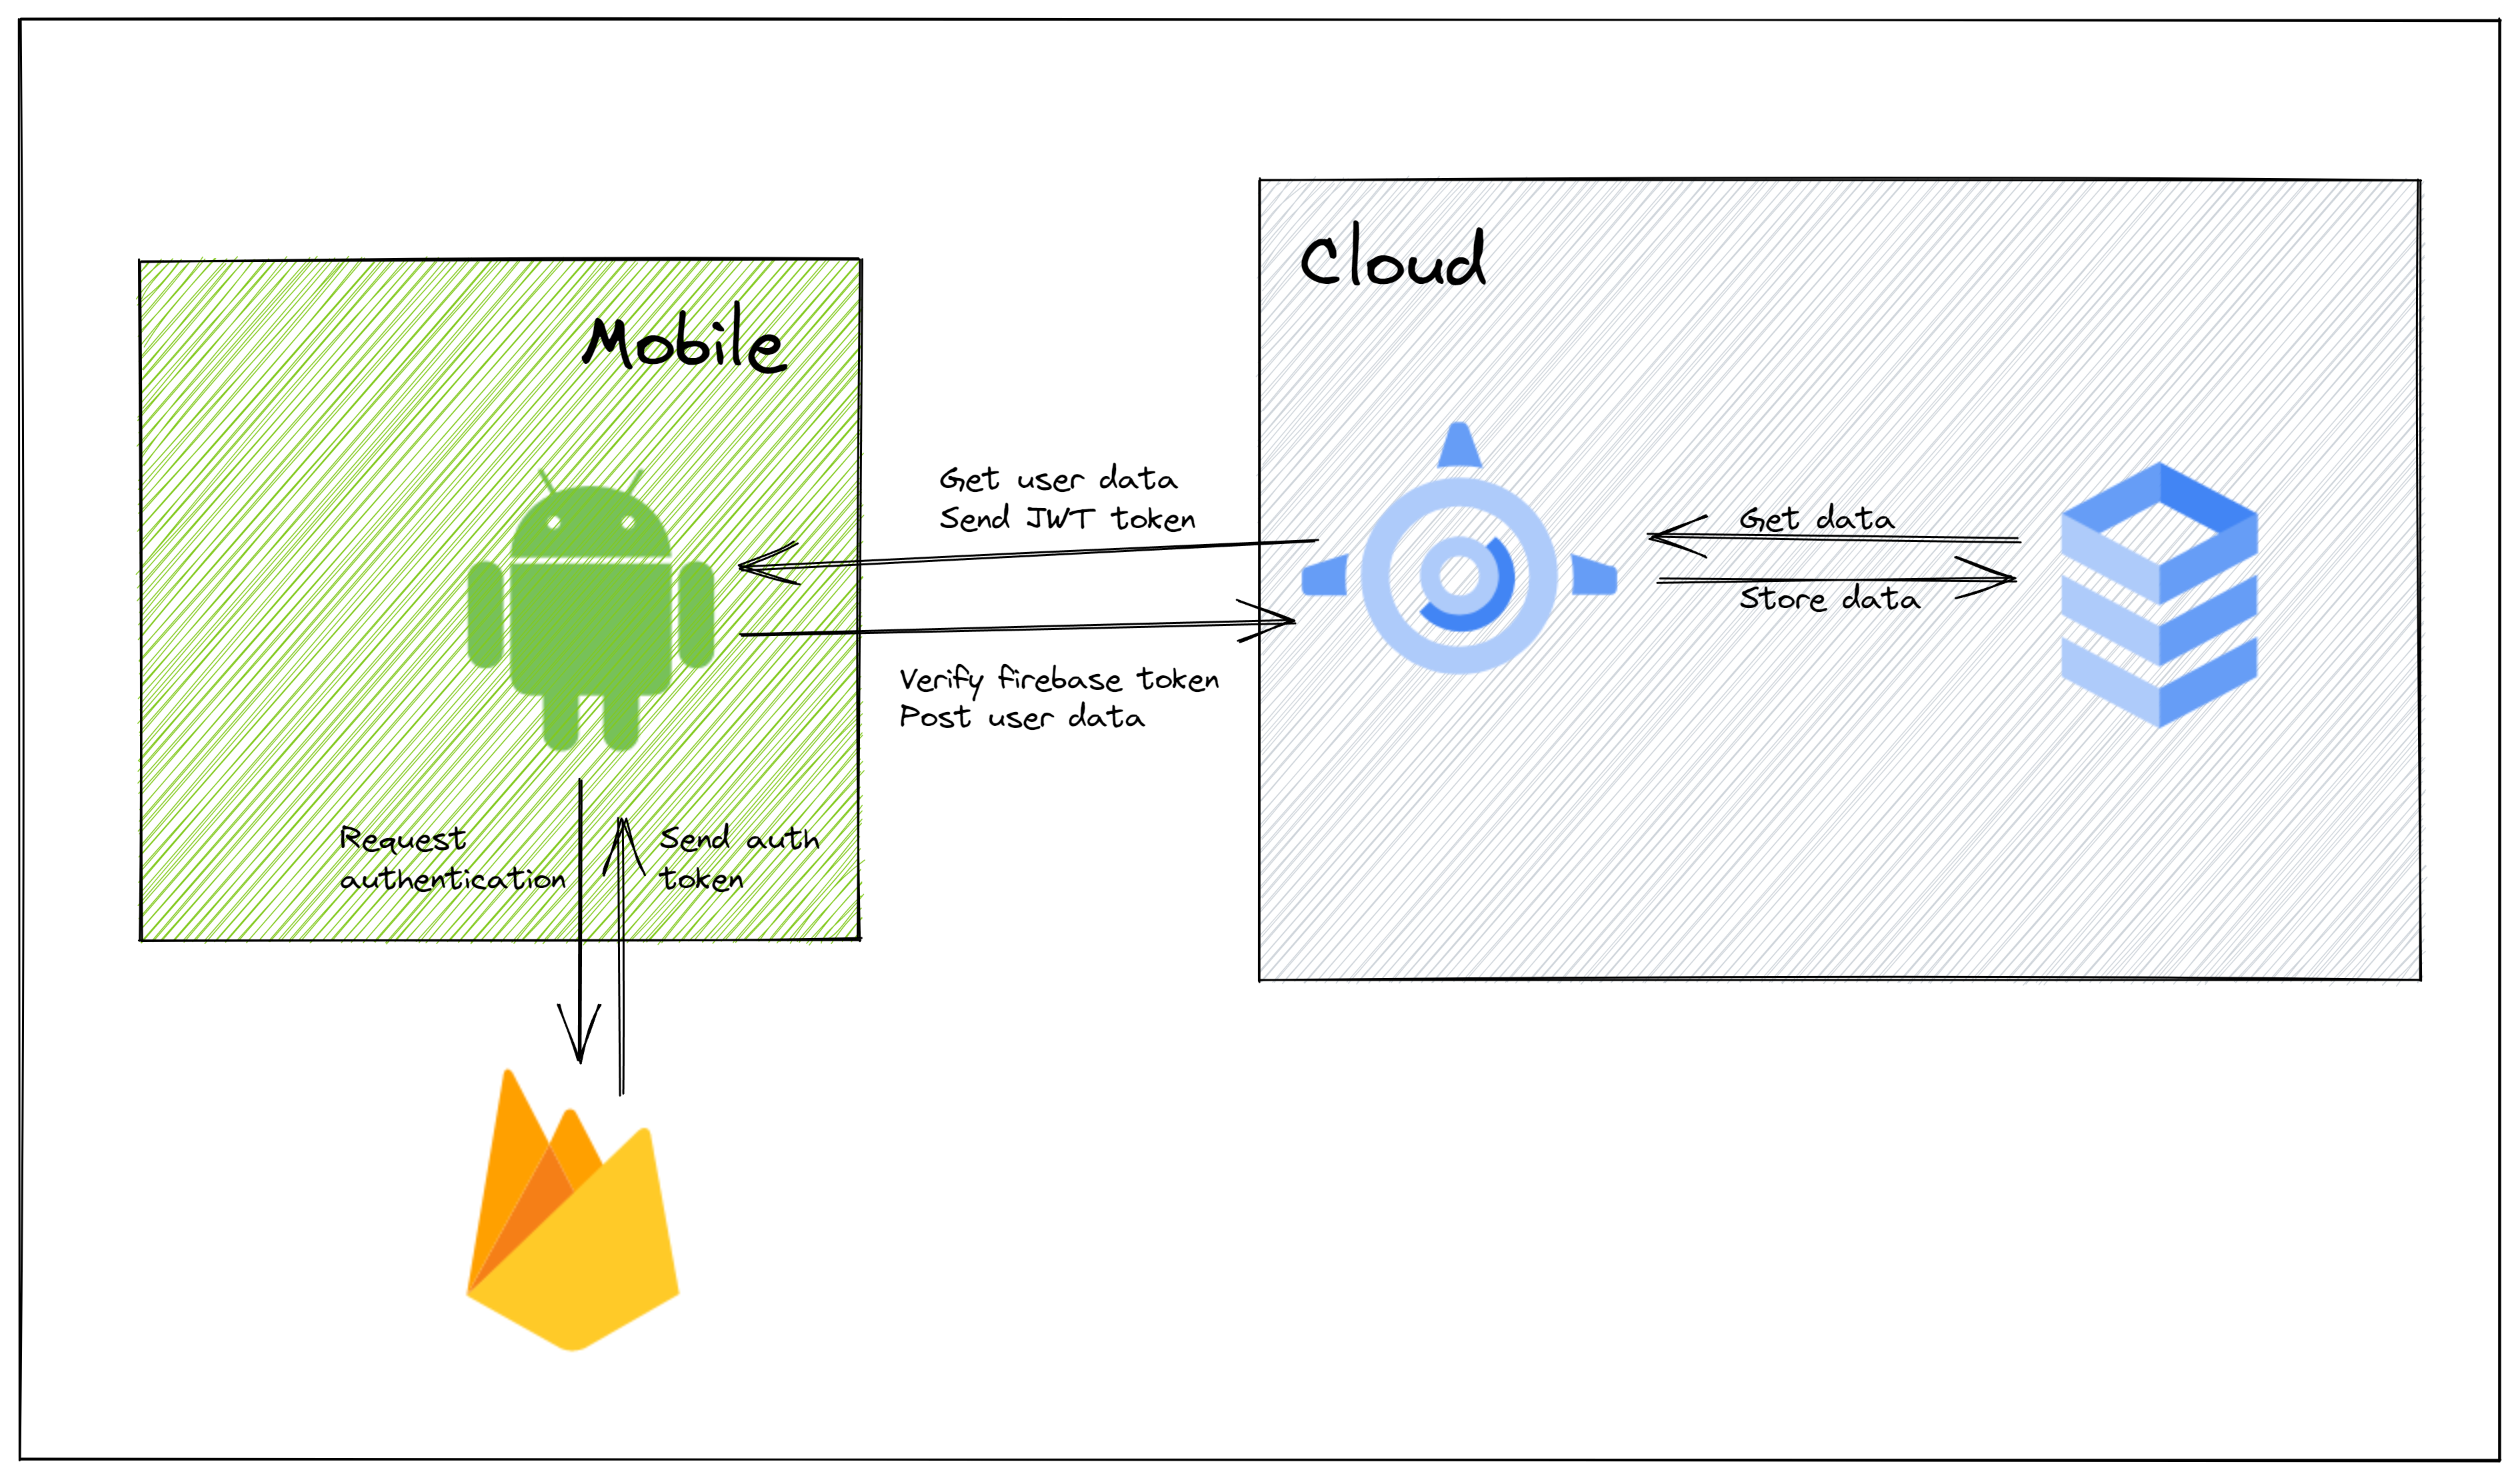 Cloud
Mobile
Get user data
Send JWT token
Get data
Store data
Verify firebase token
Post user data
Request
authentication
Send auth
token